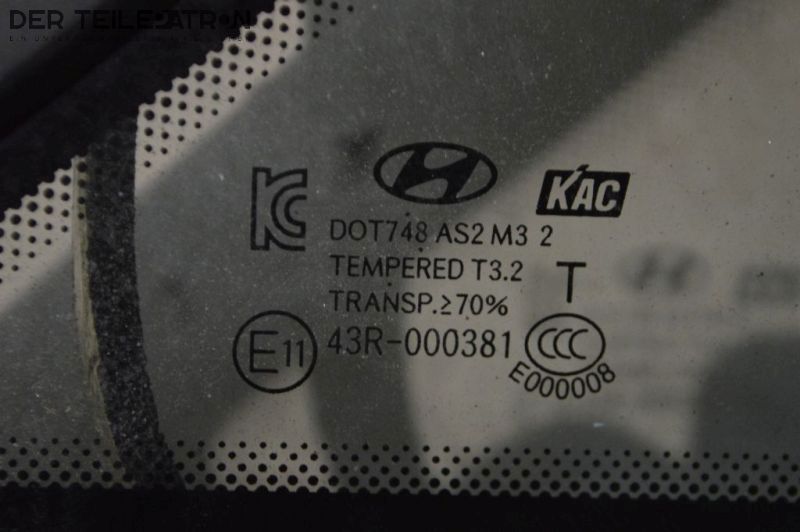 DER TEILEPATRON
KAC
DOT748 AS2 M3 2
TEMPERED T3.2 T
TRANSP.≥70%
E11 43R-000381 CCC
E000008